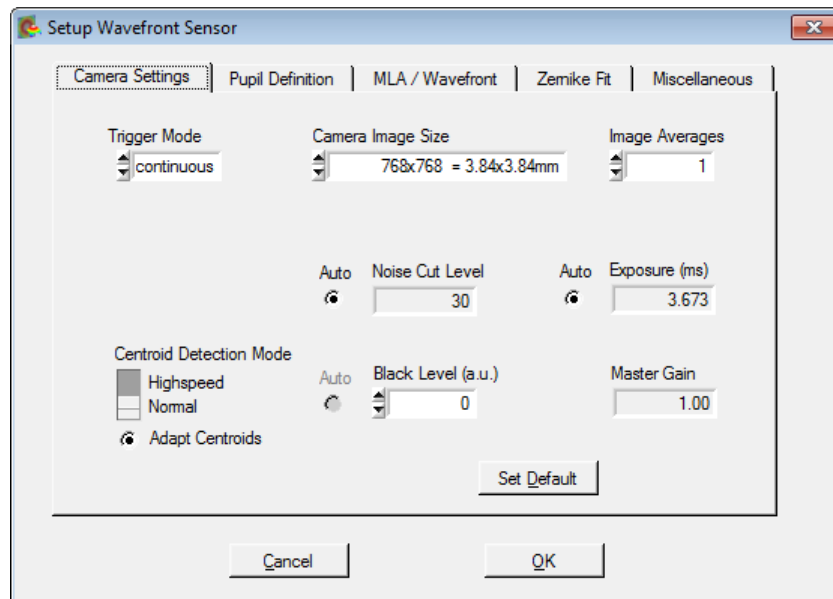 Setup Wavefront Sensor
Camera Settings Pupil Definition MLA / Wavefront Zernike Fit Miscellaneous
Trigger Mode Camera Image Size Image Averages
continuous 768x768 = 3.84x3.84mm 1
Auto Noise Cut Level Auto Exposure (ms)
30 3.673
Centroid Detection Mode
Highspeed
Normal
Adapt Centroids
Auto Black Level (a.u.) Master Gain
0 1.00
Set Default
Cancel OK